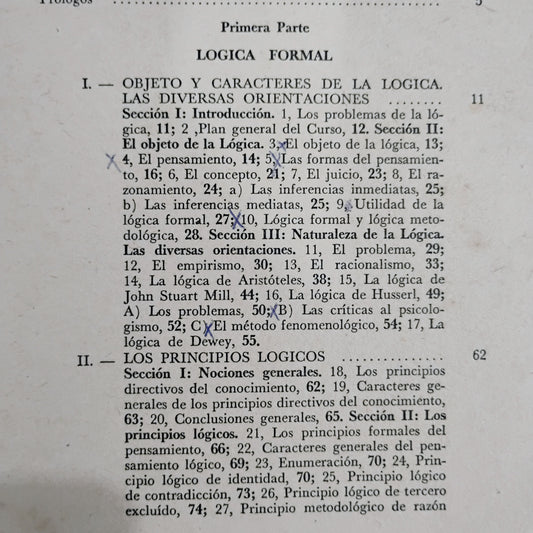 Prólogos ........ 5
Primera Parte
LOGICA FORMAL
I. — OBJETO Y CARACTERES DE LA LOGICA.
LAS DIVERSAS ORIENTACIONES ........ 11
Sección I: Introducción. 1, Los problemas de la ló-
gica, 11; 2 ,Plan general del Curso, 12. Sección II:
El objeto de la Lógica. 3, El objeto de la lógica, 13;
4, El pensamiento, 14; 5, Las formas del pensamien-
to, 16; 6, El concepto, 21; 7, El juicio, 23; 8, El ra-
zonamiento, 24; a) Las inferencias inmediatas, 25;
b) Las inferencias mediatas, 25; 9, Utilidad de la
lógica formal, 27; 10, Lógica formal y lógica meto-
dológica, 28. Sección III: Naturaleza de la Lógica.
Las diversas orientaciones. 11, El problema, 29;
12, El empirismo, 30; 13, El racionalismo, 33;
14, La lógica de Aristóteles, 38; 15, La lógica de
John Stuart Mill, 44; 16, La lógica de Husserl, 49;
A) Los problemas, 50; B) Las críticas al psicolo-
gismo, 52; C) El método fenomenológico, 54; 17, La
lógica de Dewey, 55.
II. — LOS PRINCIPIOS LOGICOS ............... 62
Sección I: Nociones generales. 18, Los principios
directivos del conocimiento, 62; 19, Caracteres ge-
nerales de los principios directivos del conocimiento,
63; 20, Conclusiones generales, 65. Sección II: Los
principios lógicos. 21, Los principios formales del
pensamiento, 66; 22, Caracteres generales del pen-
samiento lógico, 69; 23, Enumeración, 70; 24, Prin-
cipio lógico de identidad, 70; 25, Principio lógico
de contradicción, 73; 26, Principio lógico de tercero
excluído, 74; 27, Principio metodológico de razón